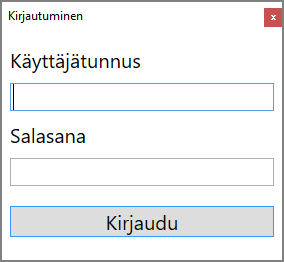 Kirjautuminen
x
Käyttäjätunnus
Salasana
Kirjaudu